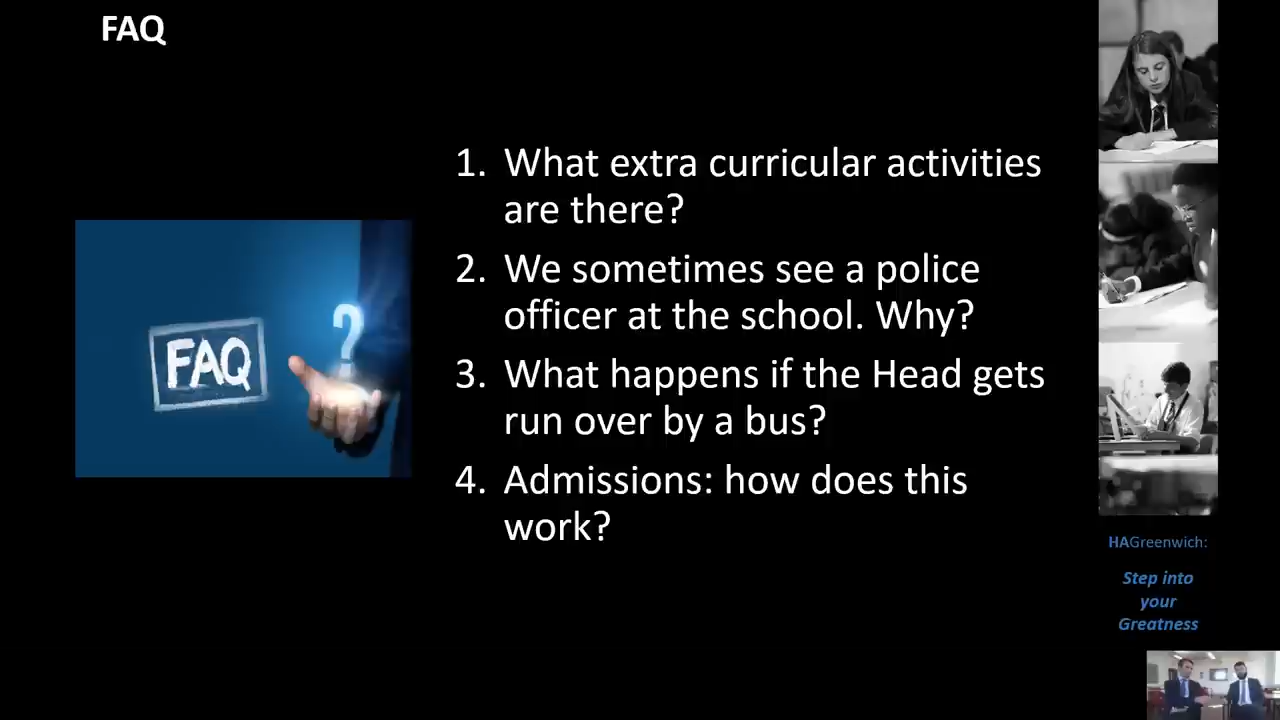 FAQ
1. What extra curricular activities
are there?
2. We sometimes see a police
officer at the school. Why?
3. What happens if the Head gets
run over by a bus?
4. Admissions: how does this
work?
FAQ
?
HAGreenwich:
Step into
your
Greatness